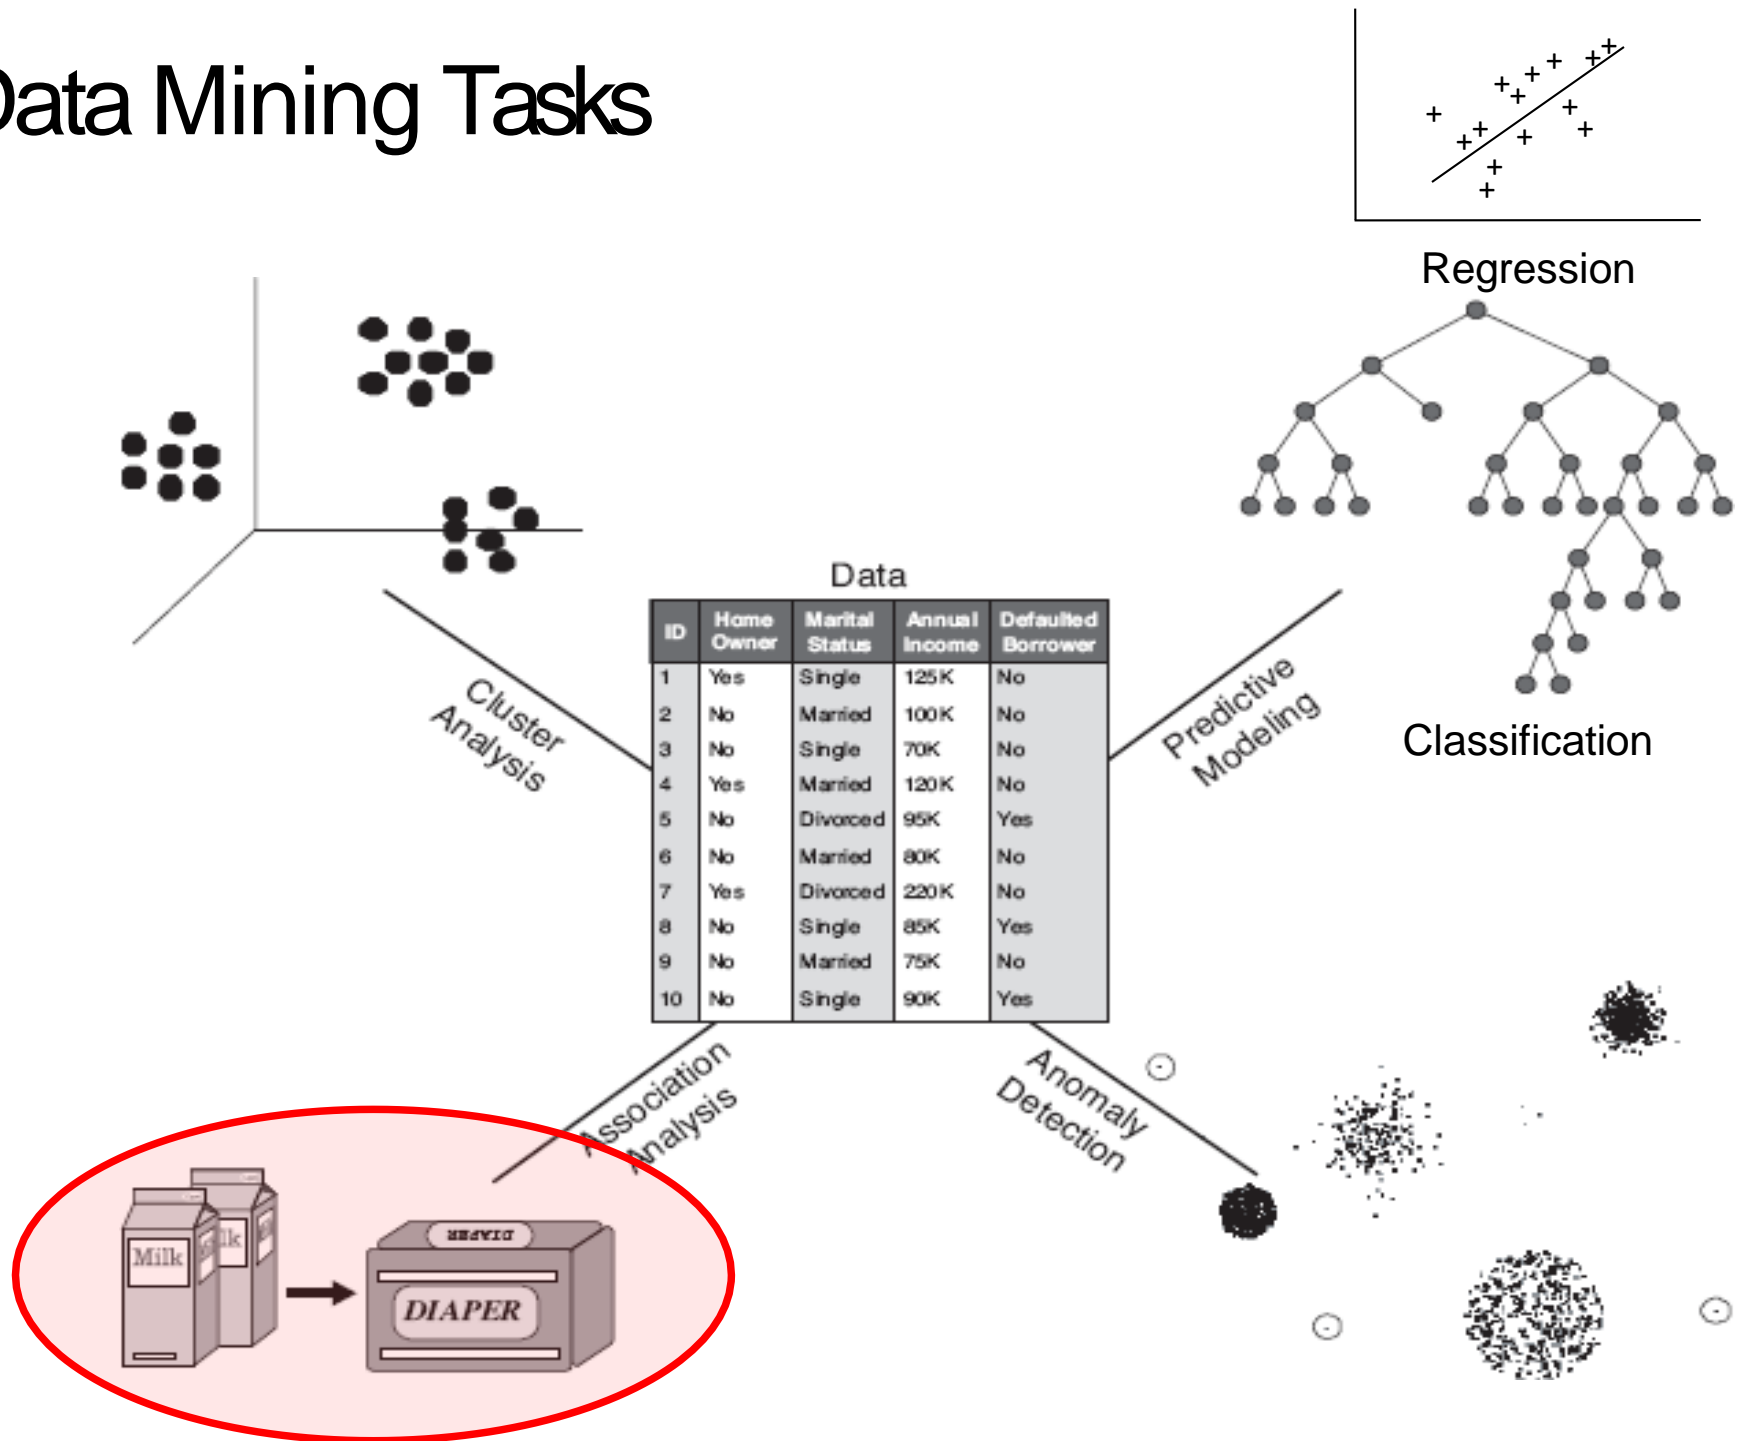 Data Mining Tasks
Regression
Classification
Data
ID Home Owner Marital Status Annual Income Defaulted Borrower
1 Yes Single 125K No
2 No Married 100K No
3 No Single 70K No
4 Yes Married 120K No
5 No Divorced 95K Yes
6 No Married 80K No
7 Yes Divorced 220K No
8 No Single 85K Yes
9 No Married 75K No
10 No Single 90K Yes
Cluster
Analysis
Predictive
Modeling
Association
Analysis
Anomaly
Detection
Milk
lk
DIAPER
DIAPER